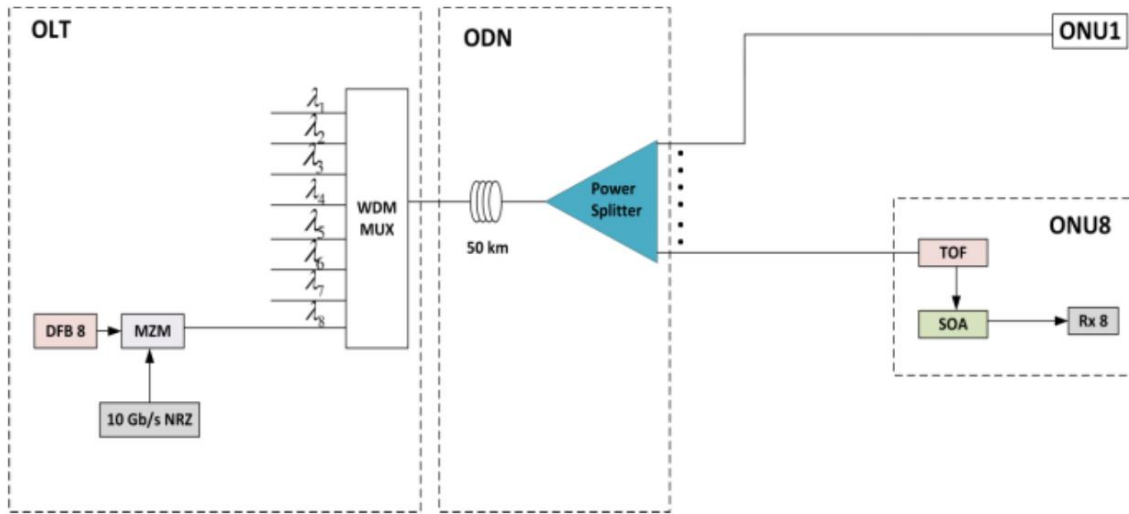 OLT
ODN
ONU1
λ1
λ2
λ3
λ4
λ5
λ6
λ7
λ8
WDM
MUX
50 km
Power
Splitter
ONU8
TOF
SOA
Rx 8
DFB 8
MZM
10 Gb/s NRZ